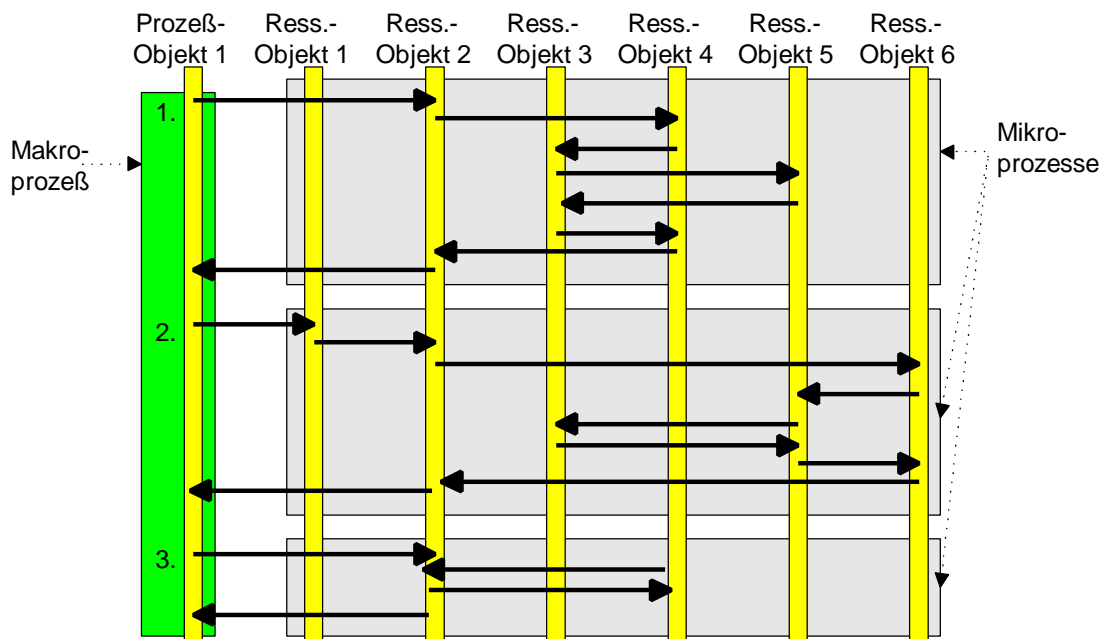 Prozeß- Ress.- Ress.- Ress.- Ress.- Ress.- Ress.-
Objekt 1 Objekt 1 Objekt 2 Objekt 3 Objekt 4 Objekt 5 Objekt 6
1.
Makro-
prozeß
Mikro-
prozesse
2.
3.